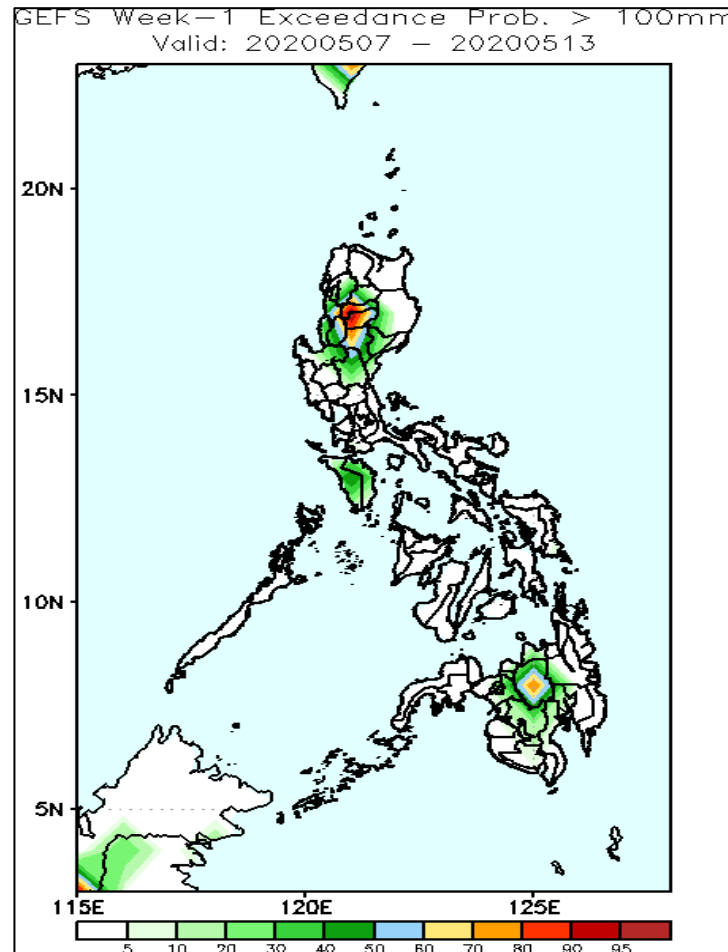 GEFS Week-1 Exceedance Prob. > 100mm
Valid: 20200507 - 20200513
20N
15N
10N
5N
115E 120E 125E
5 10 20 30 40 50 60 70 80 90 95